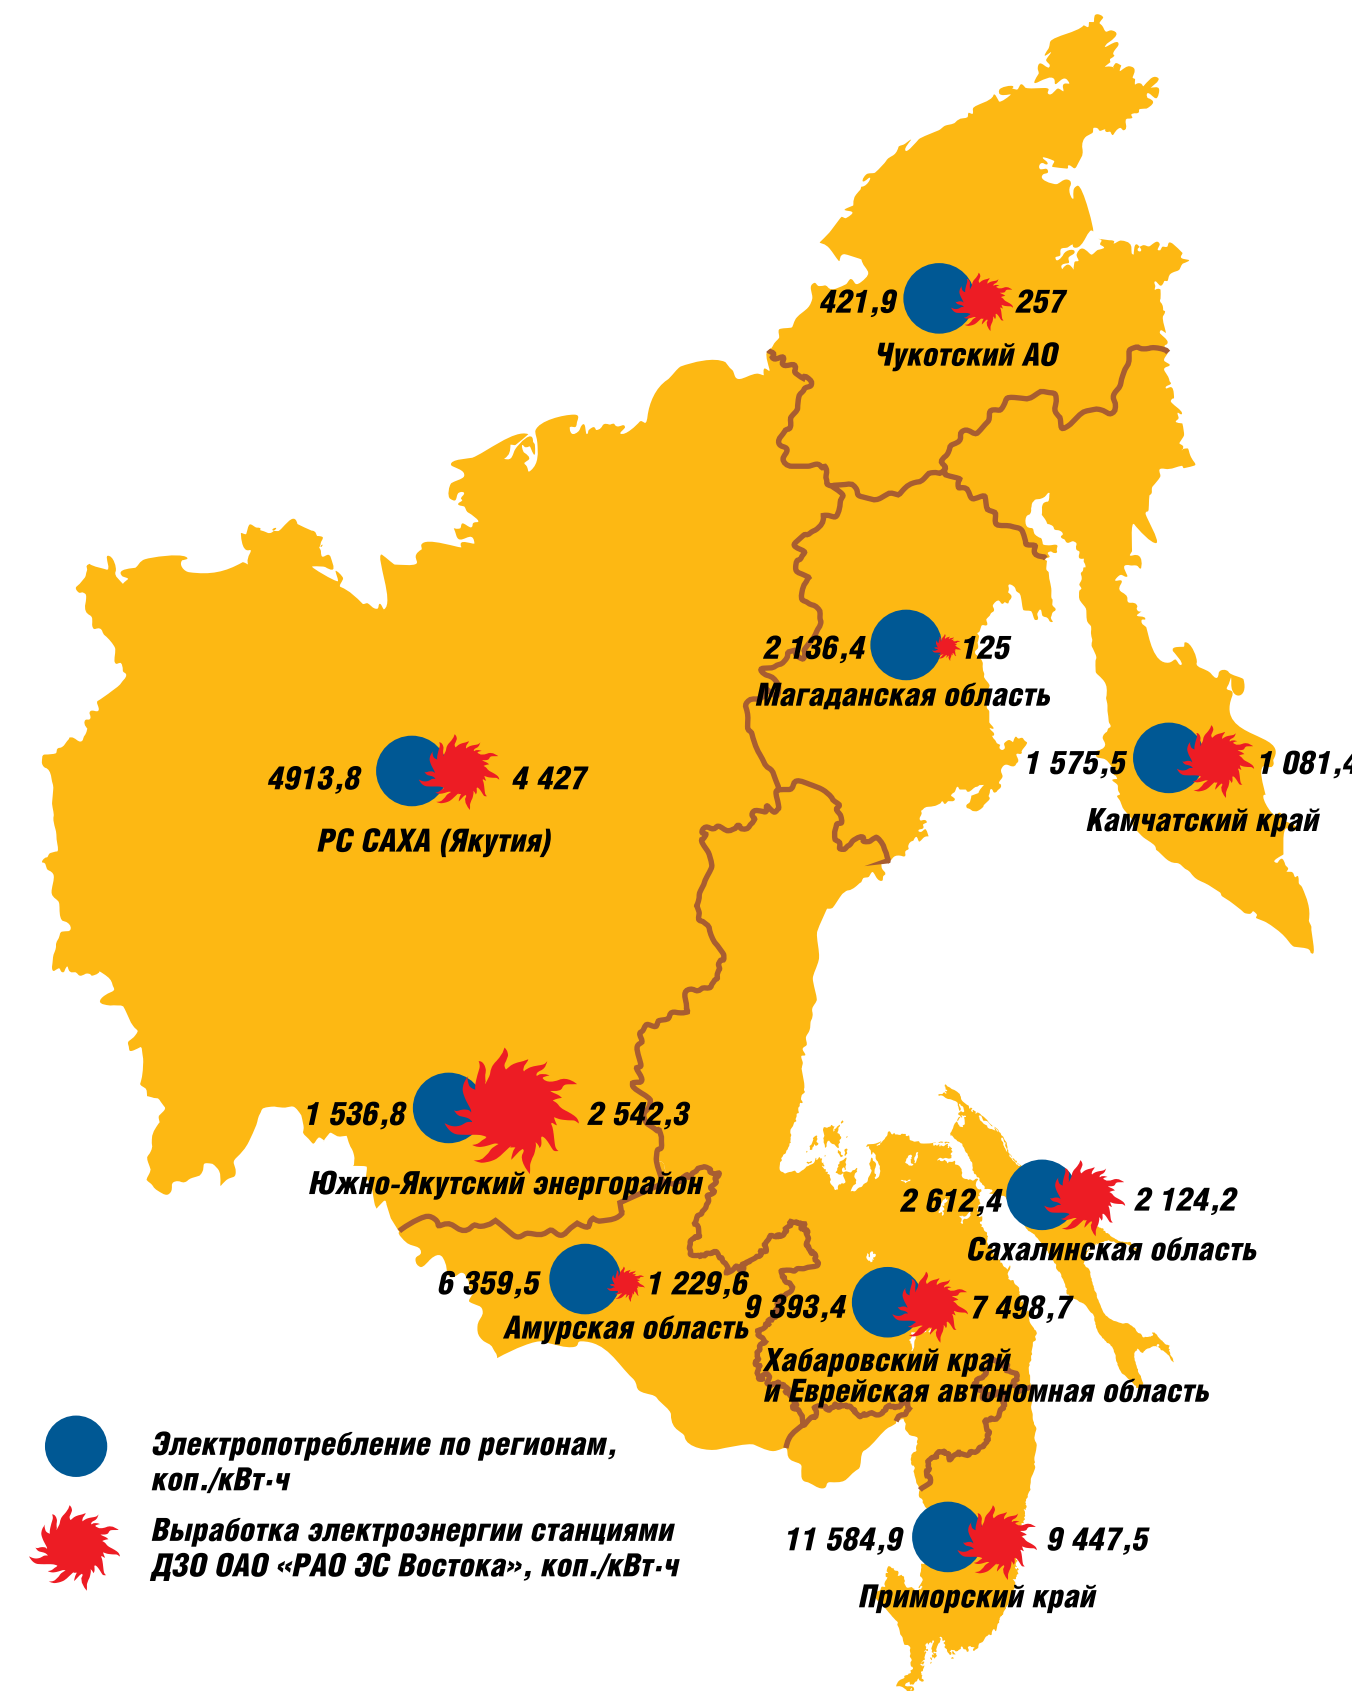 421,9 257
Чукотский АО
2 136,4 125
Магаданская область
1 575,5 1 081,4
Камчатский край
4913,8 4 427
РС САХА (Якутия)
1 536,8 2 542,3
Южно-Якутский энергорайон
2 612,4 2 124,2
Сахалинская область
6 359,5 1 229,6
Амурская область
9 393,4 7 498,7
Хабаровский край
и Еврейская автономная область
Электропотребление по регионам,
коп./кВт·ч
Выработка электроэнергии станциями
ДЗО ОАО «РАО ЭС Востока», коп./кВт·ч
11 584,9 9 447,5
Приморский край